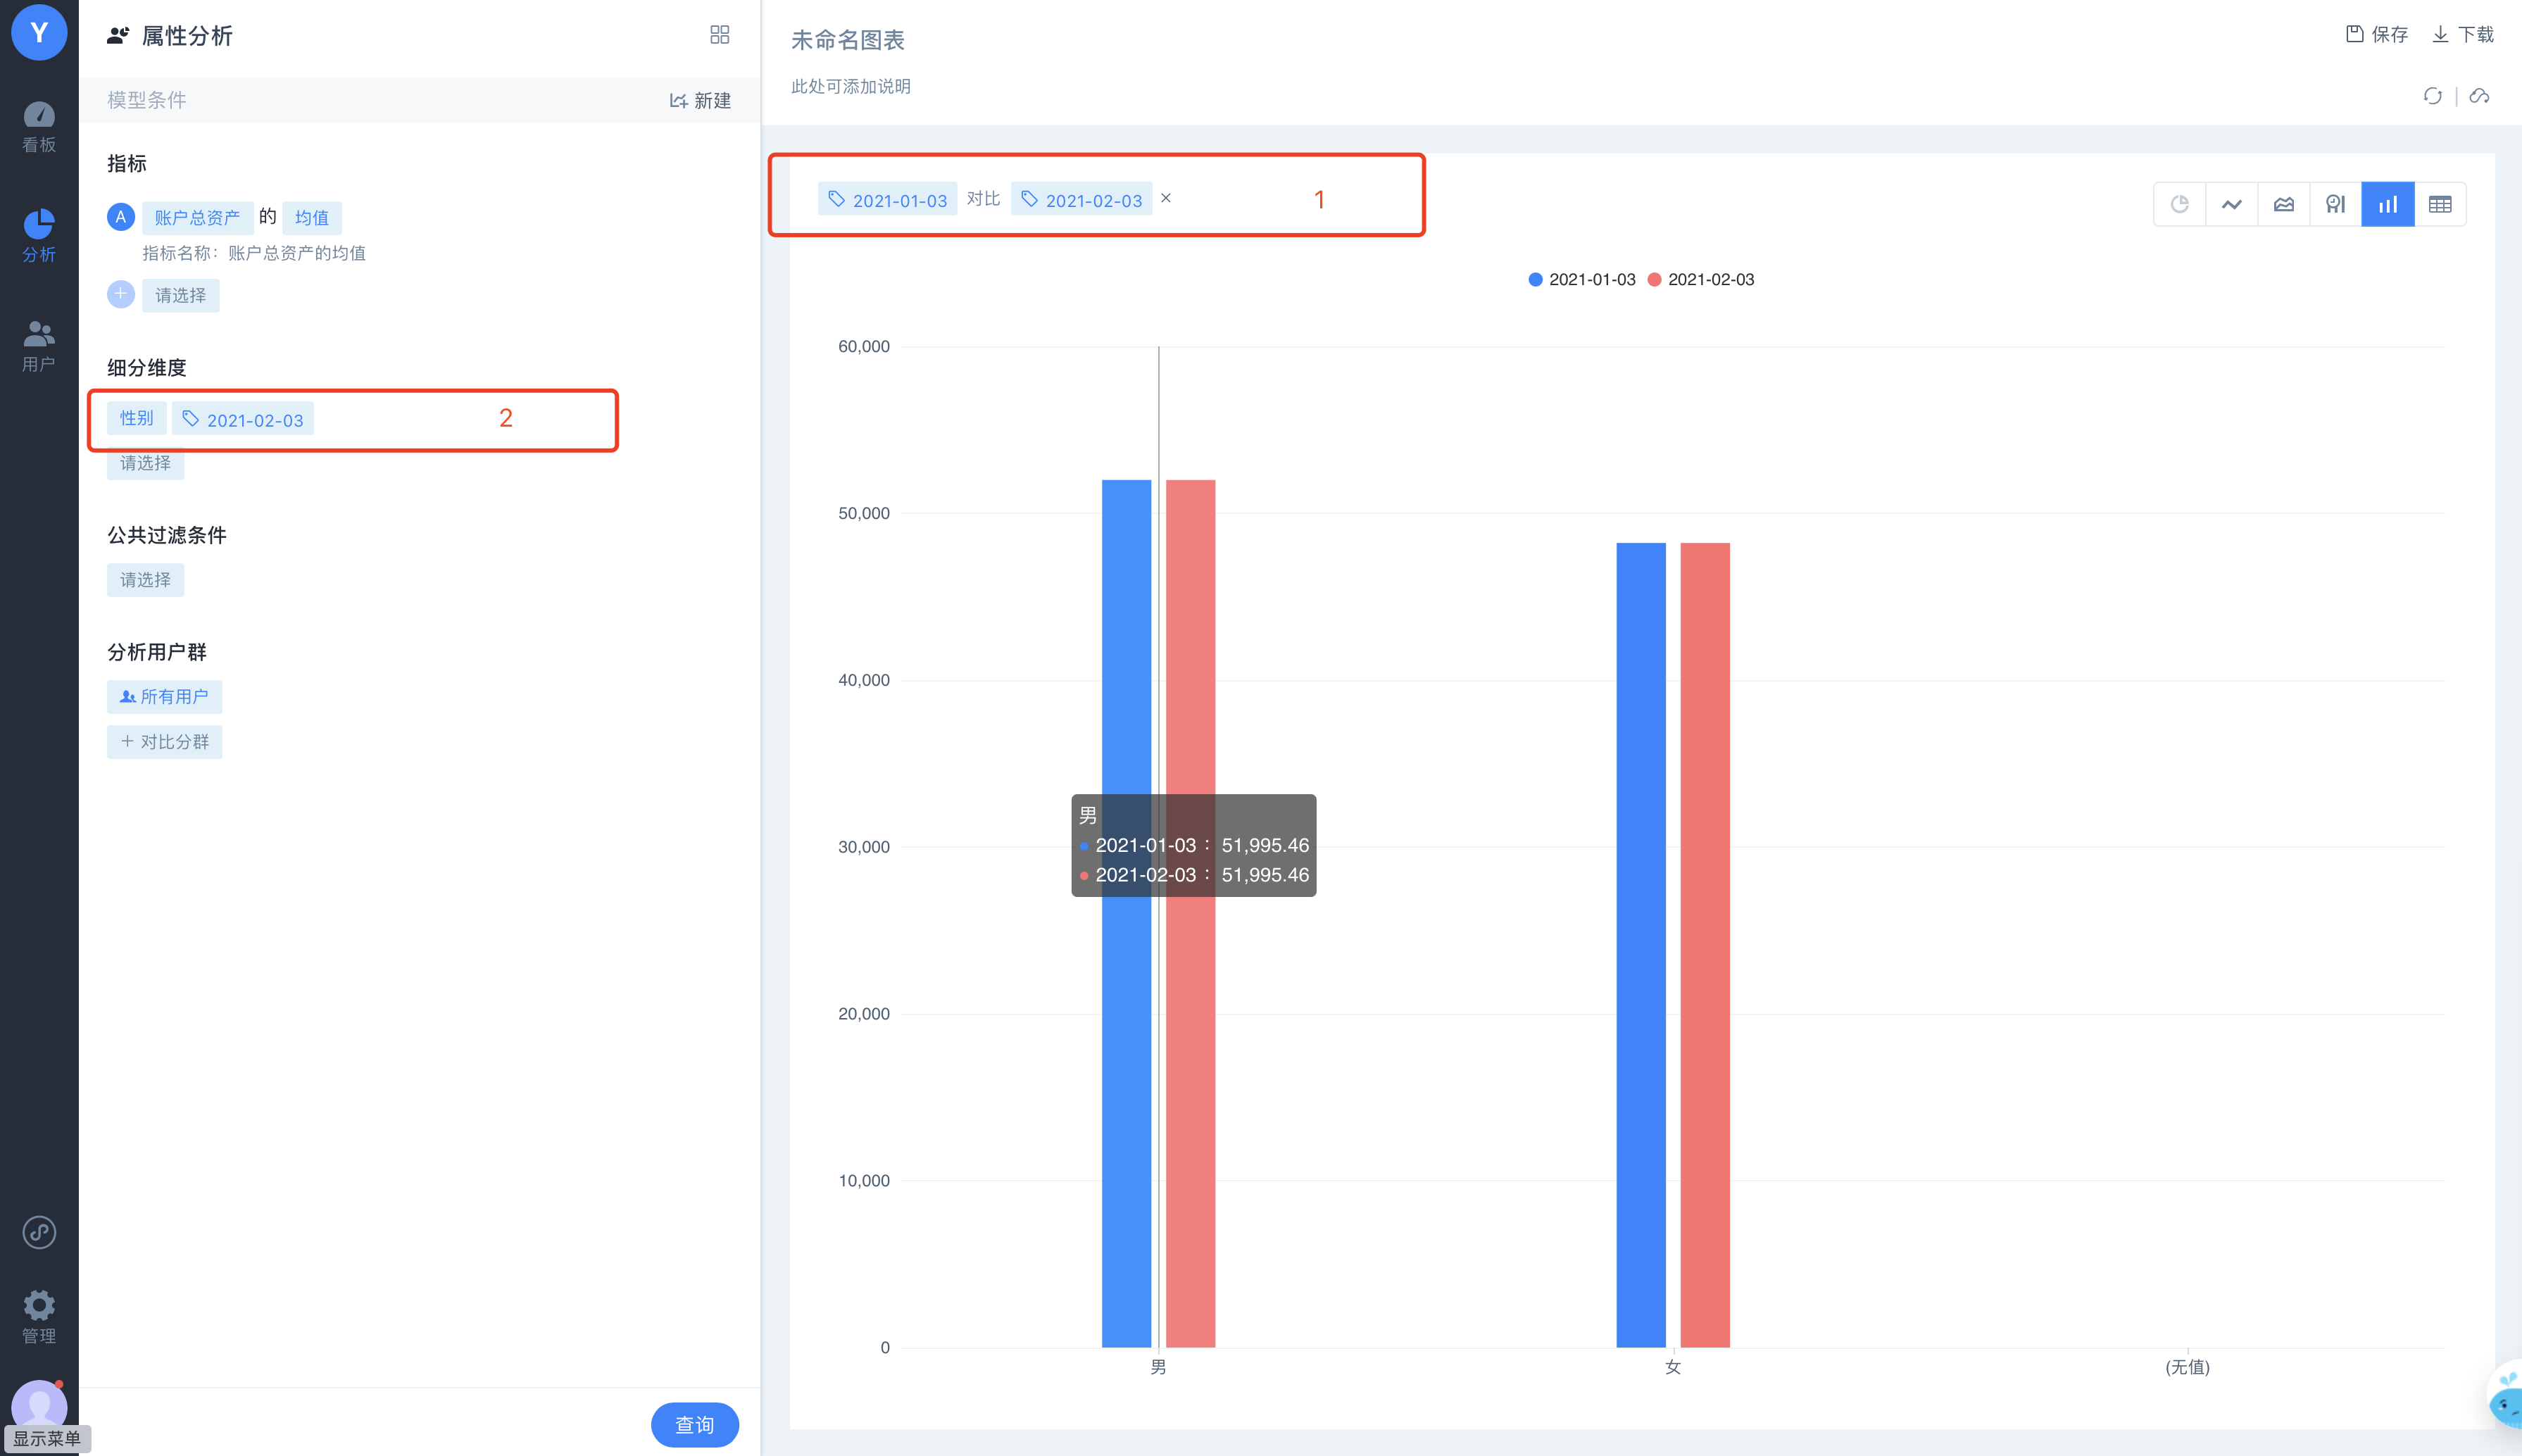 Y
看板
分析
用户
管理
显示菜单
属性分析
模型条件
新建
指标
A 账户总资产 的 均值
指标名称：账户总资产的均值
请选择
细分维度
性别 2021-02-03 2
请选择
公共过滤条件
请选择
分析用户群
所有用户
+ 对比分群
查询
未命名图表
保存 下载
此处可添加说明
2021-01-03 对比 2021-02-03 × 1
2021-01-03 2021-02-03
60,000
50,000
40,000
30,000
20,000
10,000
0
男
2021-01-03 : 51,995.46
2021-02-03 : 51,995.46
男 女 (无值)